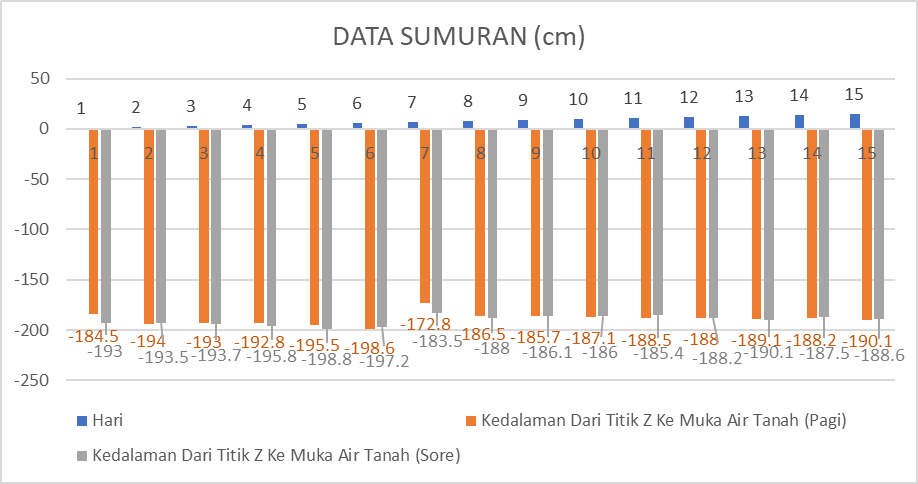 DATA SUMURAN (cm)
50
1 2 3 4 5 6 7 8 9 10 11 12 13 14 15
0
1 2 3 4 5 6 7 8 9 10 11 12 13 14 15
-50
-100
-150
-200
-184.5 -194 -193 -192.8 -195.5 -198.6 -172.8 -186.5 -185.7 -187.1 -188.5 -188 -189.1 -188.2 -190.1
-193 -193.5 -193.7 -195.8 -198.8 -197.2 -183.5 -188 -186.1 -186 -185.4 -188.2 -190.1 -187.5 -188.6
-250
Hari
Kedalaman Dari Titik Z Ke Muka Air Tanah (Pagi)
Kedalaman Dari Titik Z Ke Muka Air Tanah (Sore)